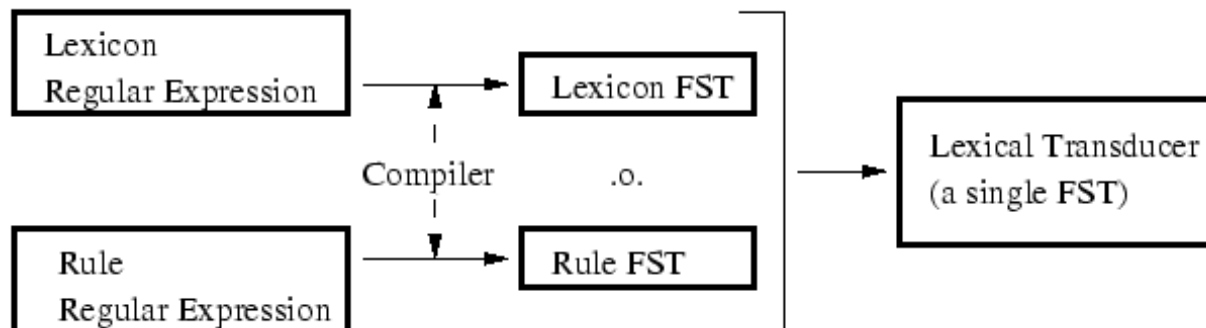 Lexicon
Regular Expression
Lexicon FST
Compiler
.o.
Lexical Transducer
(a single FST)
Rule
Regular Expression
Rule FST